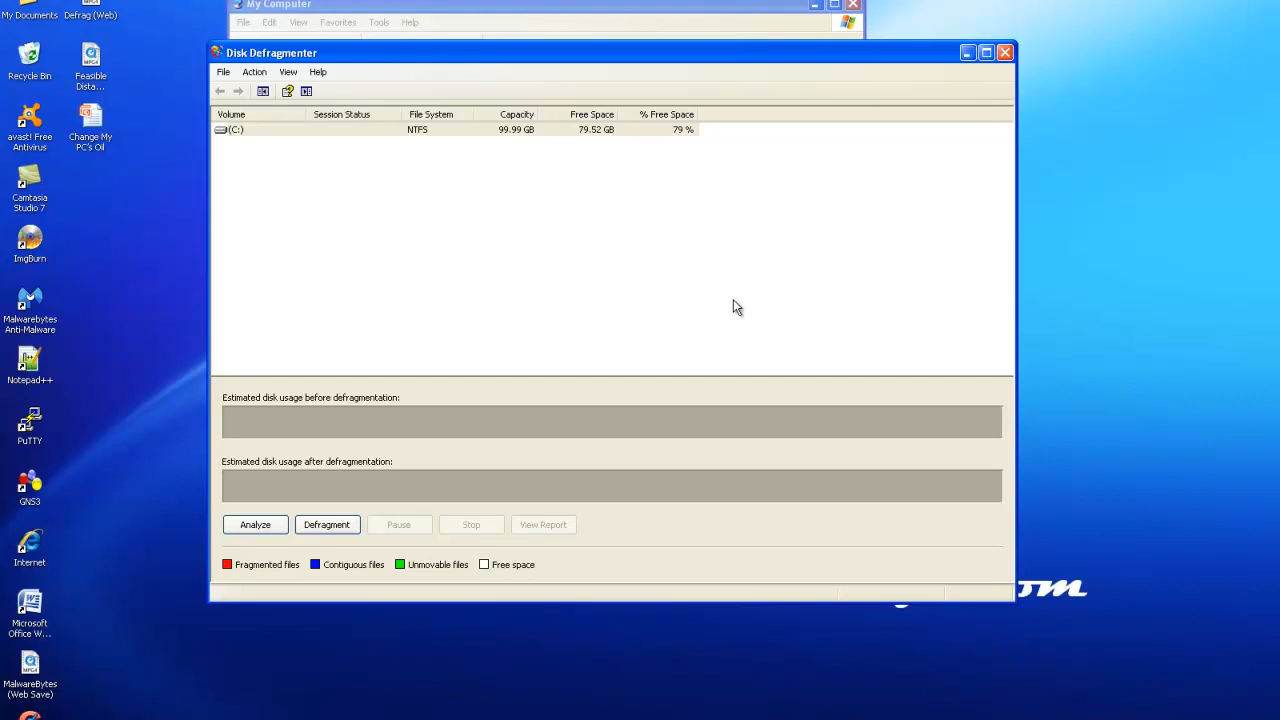 My Documents
Defrag (Web)
Recycle Bin
Feasible
Dista...
avast! Free
Antivirus
Change My
PC's Oil
Camtasia
Studio 7
ImgBurn
Malwarebytes
Anti-Malware
Notepad++
PuTTY
GNS3
Internet
Microsoft
Office W...
MalwareBytes
(Web Save)
My Computer
File Edit View Favorites Tools Help
Disk Defragmenter
File Action View Help
Volume Session Status File System Capacity Free Space % Free Space
(C:) NTFS 99.99 GB 79.52 GB 79 %
Estimated disk usage before defragmentation:
Estimated disk usage after defragmentation:
Analyze Defragment Pause Stop View Report
Fragmented files Contiguous files Unmovable files Free space